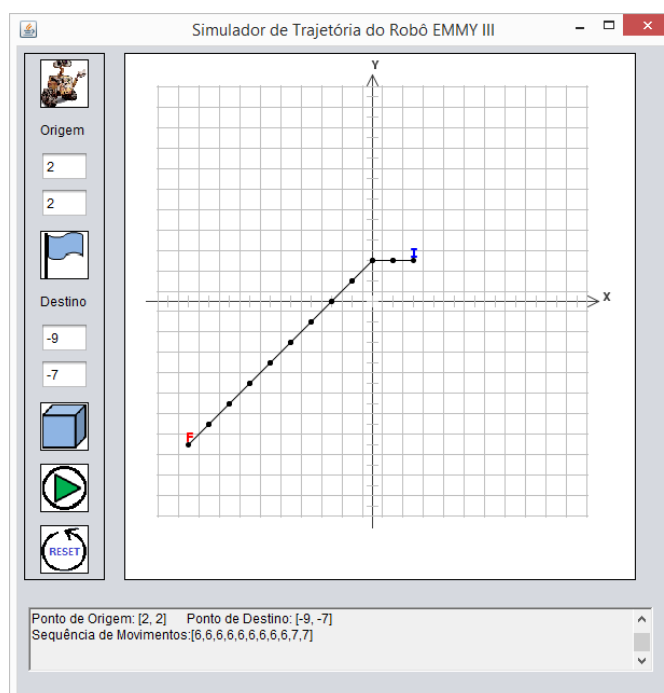 Simulador de Trajetória do Robô EMMY III
Origem
2
2
Destino
-9
-7
RESET
Y
I
X
F
Ponto de Origem: [2, 2] Ponto de Destino: [-9, -7]
Sequência de Movimentos:[6,6,6,6,6,6,6,6,6,7,7]